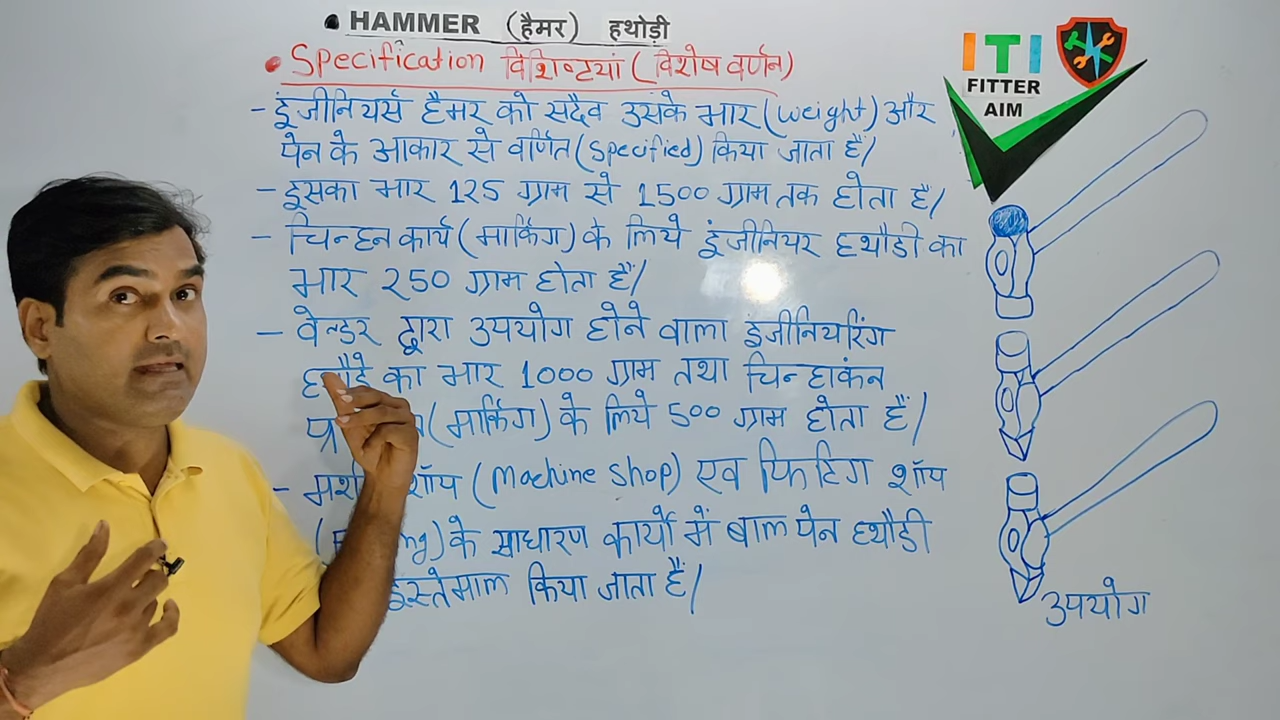 HAMMER (हैमर) हथोड़ी
Specification विशिष्टयां (विशेष वर्णन)
- इंजीनियर्स हैमर को सदैव उसके भार (weight) और
पेन के आकार से वर्णित (Specified) किया जाता हैं/
- इसका भार 125 ग्राम से 1500 ग्राम तक होता हैं/
- चिन्हन कार्य (मार्किंग) के लिये इंजीनियर हथौडी का
भार 250 ग्राम होता हैं/
- वेल्डर द्वारा उपयोग होने वाला इंजीनियरिंग
हथौडे का भार 1000 ग्राम तथा चिन्हाकंन
(मार्किंग) के लिये 500 ग्राम होता हैं/
- शॉप (Machine Shop) एव फिटिग शॉप
के साधारण कार्यो में बाल पेन हथौडी
इस्तेमाल किया जाता हैं/
ITI
FITTER
AIM
उपयोग